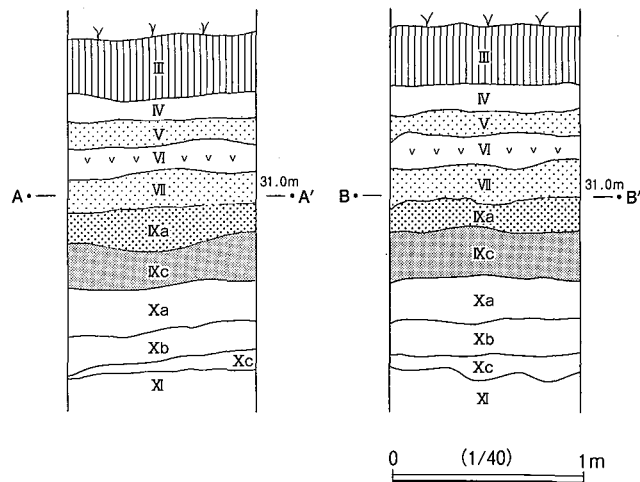 III
IV
V
VI
v v v v v v v v
VII
A
31.0m
A'
IXa
IXc
Xa
Xb
Xc
XI
III
IV
V
VI
v v v v v v v v
VII
B
31.0m
B'
IXa
IXc
Xa
Xb
Xc
XI
0 (1/40) 1m